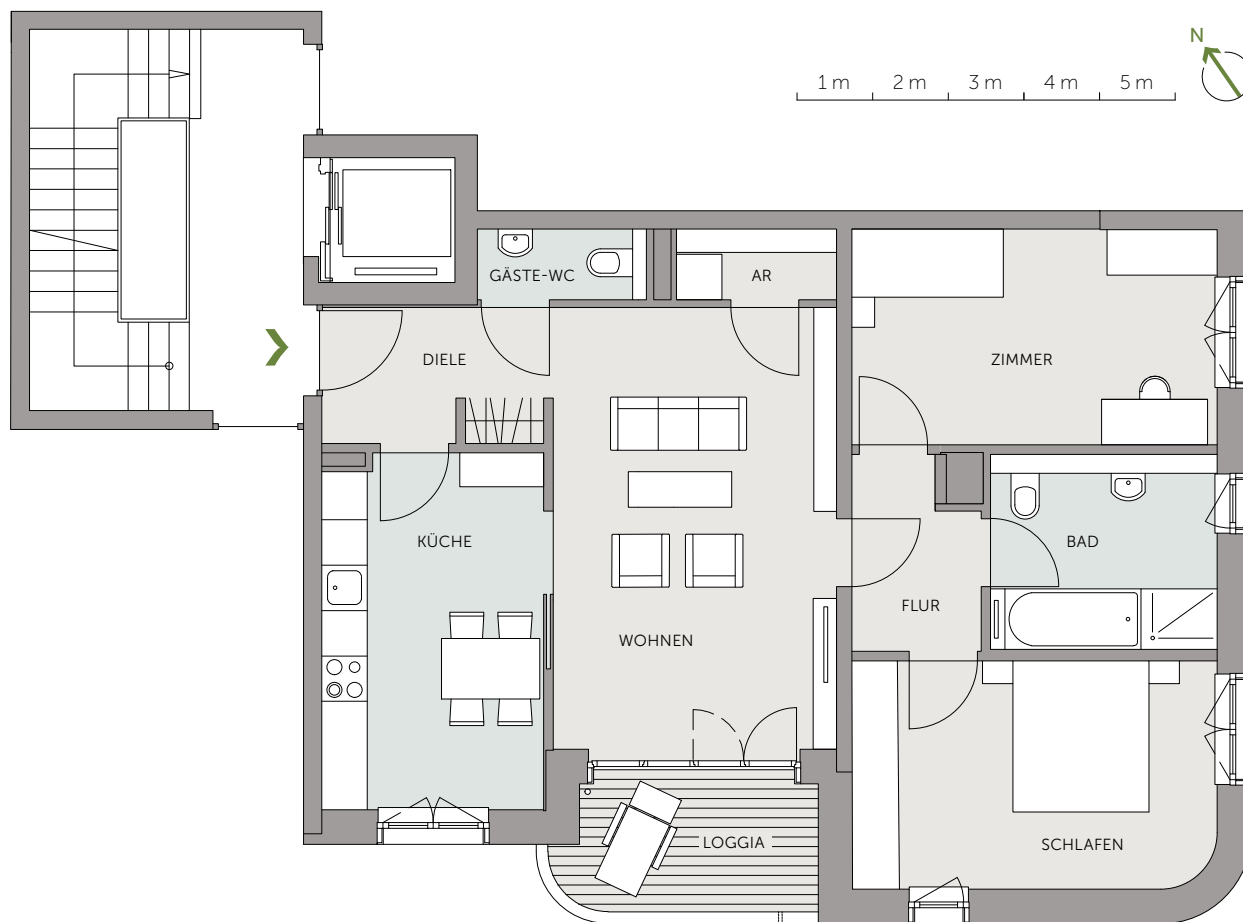 N
1 m 2 m 3 m 4 m 5 m
GÄSTE-WC
AR
DIELE
ZIMMER
KÜCHE
BAD
FLUR
WOHNEN
LOGGIA
SCHLAFEN